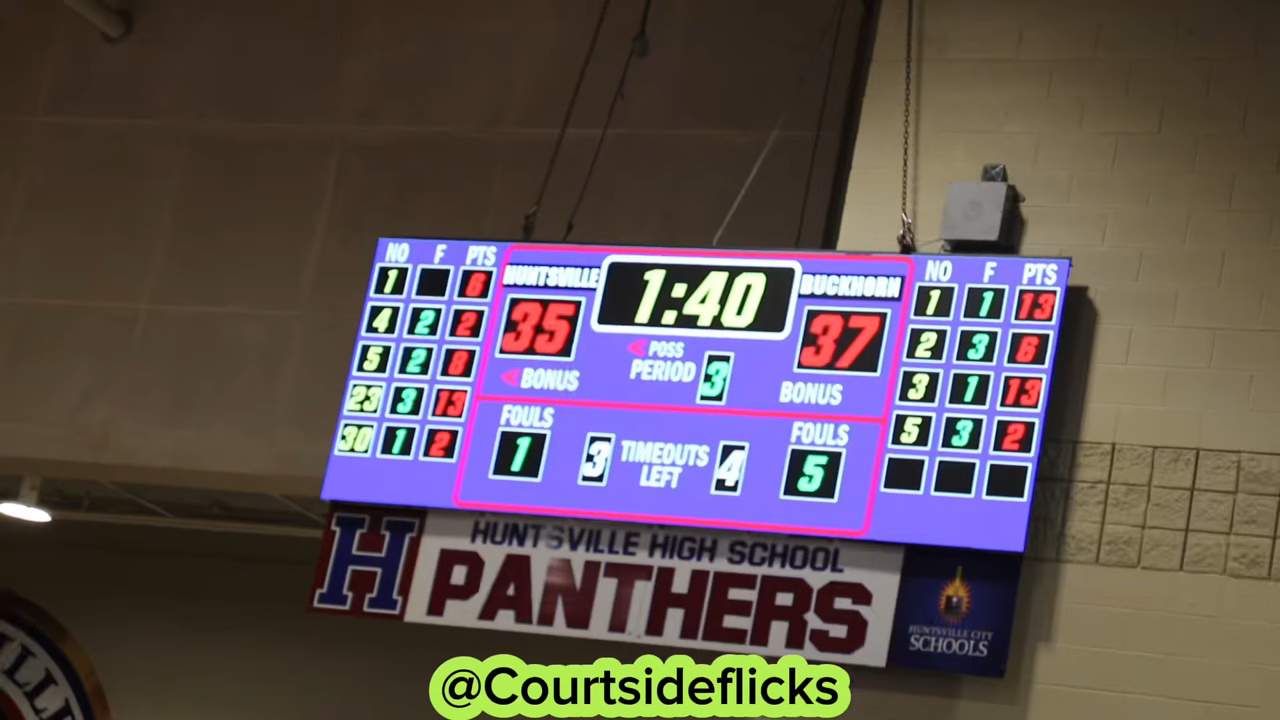 NO F PTS
1 6
4 2 2
5 2 8
23 3 13
30 1 2
HUNTSVILLE
35
1:40
BUCKHORN
37
POSS
PERIOD 3
BONUS
BONUS
FOULS
1
3 TIMEOUTS LEFT 4
FOULS
5
NO F PTS
1 1 13
2 3 6
3 1 13
5 3 2
H
HUNTSVILLE HIGH SCHOOL
PANTHERS
HUNTSVILLE CITY
SCHOOLS
@Courtsideflicks